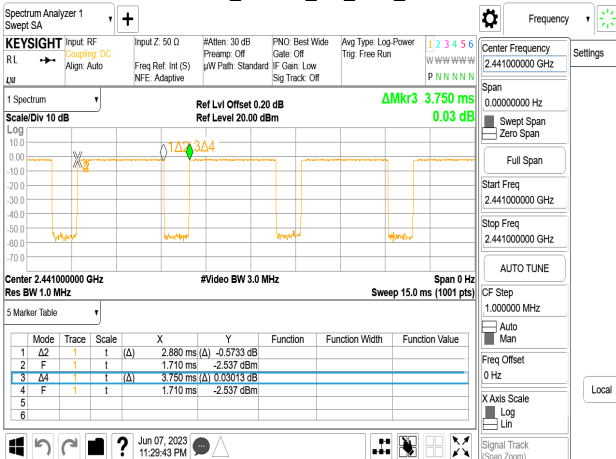 Spectrum Analyzer 1
Swept SA
+
Frequency
KEYSIGHT Input: RF Input Z: 50 Ω #Atten: 30 dB PNO: Best Wide Avg Type: Log-Power 1 2 3 4 5 6
RL Coupling: DC Preamp: Off Gate: Off Trig: Free Run W W W W W W
Align: Auto Freq Ref: Int (S) µW Path: Standard IF Gain: Low
NFE: Adaptive Sig Track: Off P N N N N N
LXI
1 Spectrum
Scale/Div 10 dB
Ref Lvl Offset 0.20 dB
Ref Level 20.00 dBm
ΔMkr3 3.750 ms
0.03 dB
Log
10.0
0.00
-10.0
-20.0
-30.0
-40.0
-50.0
-60.0
-70.0
1Δ2 3Δ4
Center 2.441000000 GHz #Video BW 3.0 MHz Span 0 Hz
Res BW 1.0 MHz Sweep 15.0 ms (1001 pts)
5 Marker Table
Mode Trace Scale X Y Function Function Width Function Value
1 Δ2 1 t (Δ) 2.880 ms (Δ) -0.5733 dB
2 F 1 t 1.710 ms -2.537 dBm
3 Δ4 1 t (Δ) 3.750 ms (Δ) 0.03013 dB
4 F 1 t 1.710 ms -2.537 dBm
5
6
Jun 07, 2023
11:29:43 PM
?
Center Frequency
2.441000000 GHz
Settings
Span
0.00000000 Hz
Swept Span
Zero Span
Full Span
Start Freq
2.441000000 GHz
Stop Freq
2.441000000 GHz
AUTO TUNE
CF Step
1.000000 MHz
Auto
Man
Freq Offset
0 Hz
Local
X Axis Scale
Log
Lin
Signal Track
(Span Zoom)